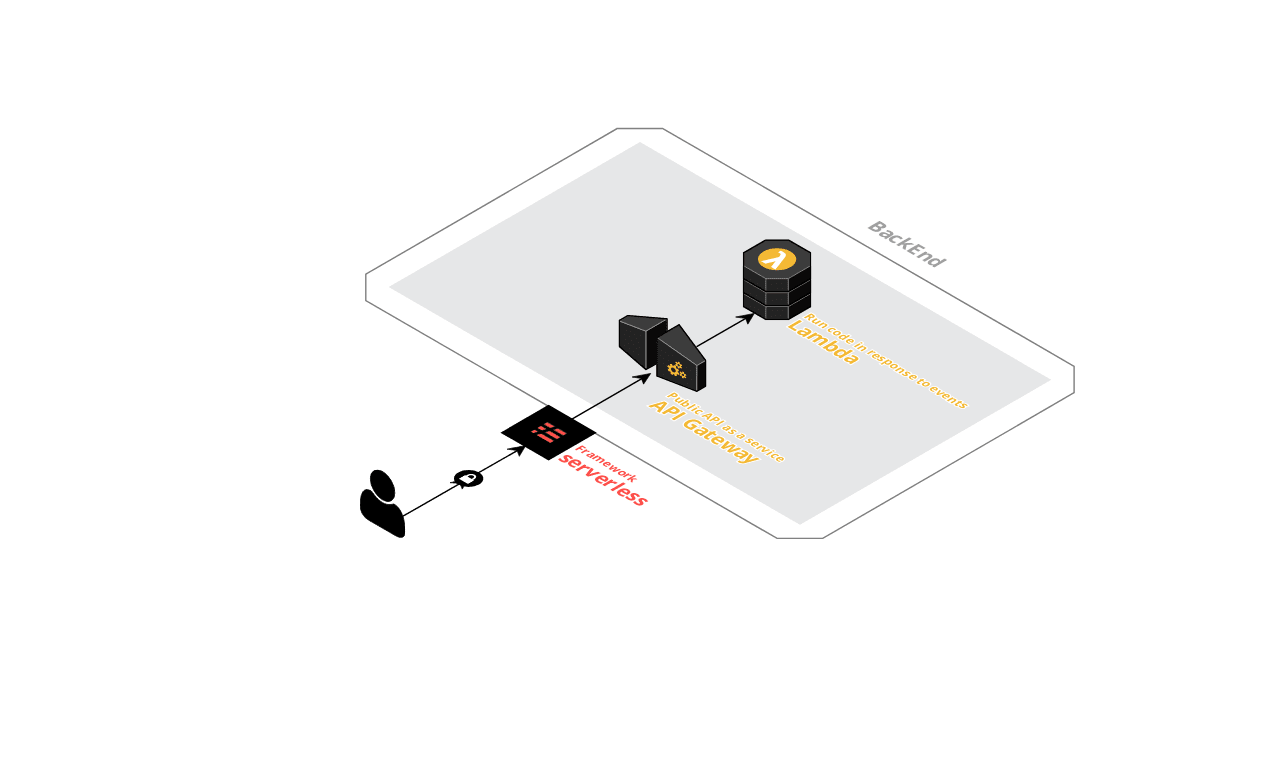 BackEnd
Run code in response to events
Lambda
Public API as a service
API Gateway
Framework
serverless